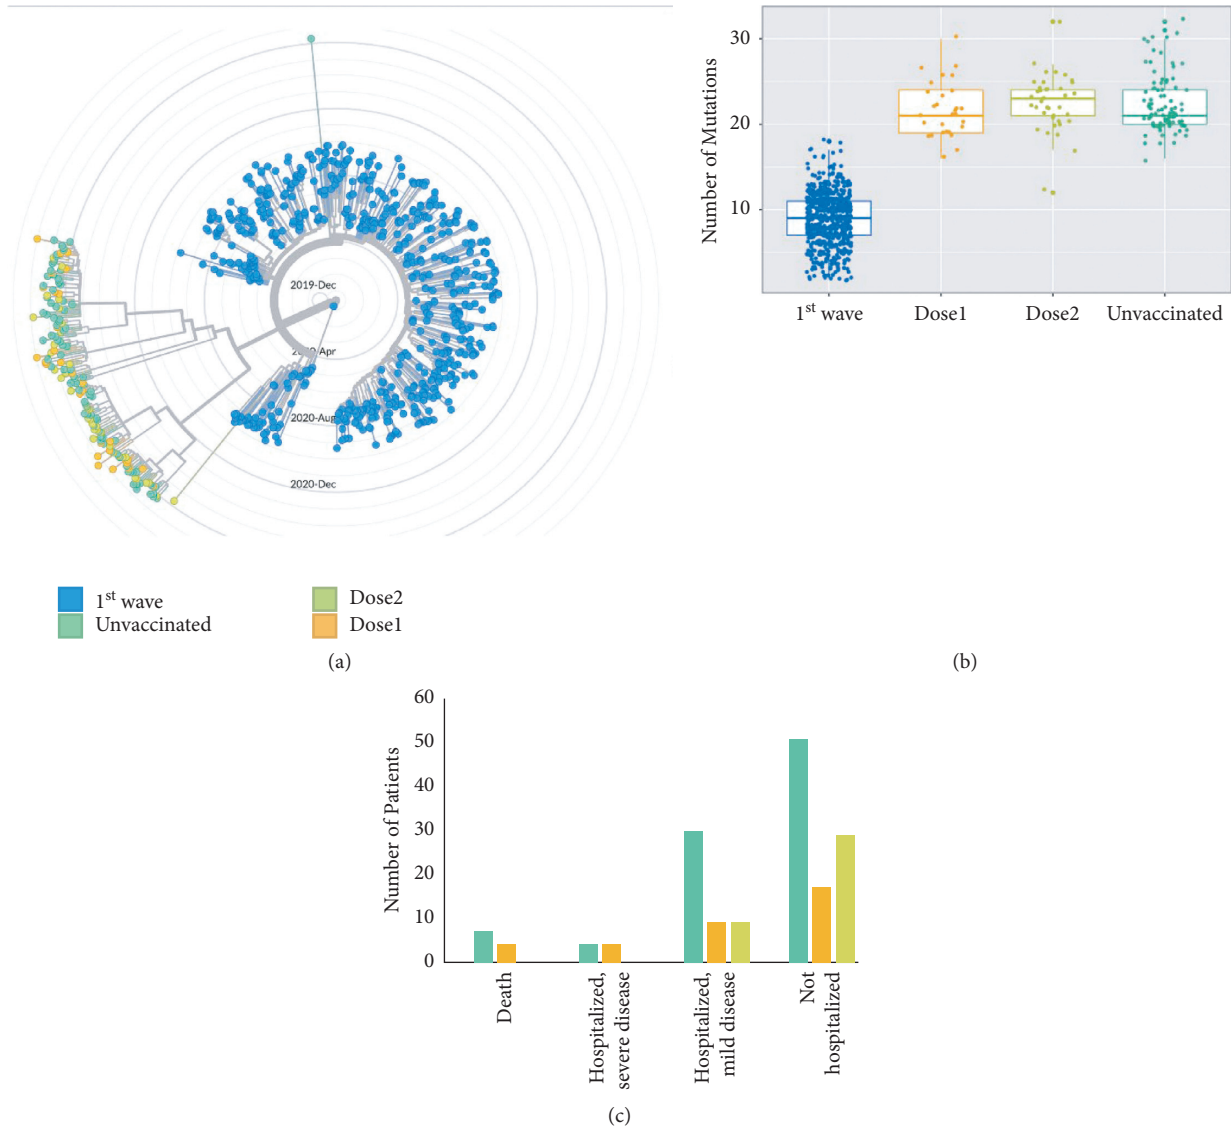 2019-Dec
2020-Apr
2020-Aug
2020-Dec
1st wave
Unvaccinated
Dose2
Dose1
(a)
Number of Mutations
30
20
10
1st wave
Dose1
Dose2
Unvaccinated
(b)
Number of Patients
60
50
40
30
20
10
0
Death
Hospitalized,
severe disease
Hospitalized,
mild disease
Not
hospitalized
(c)